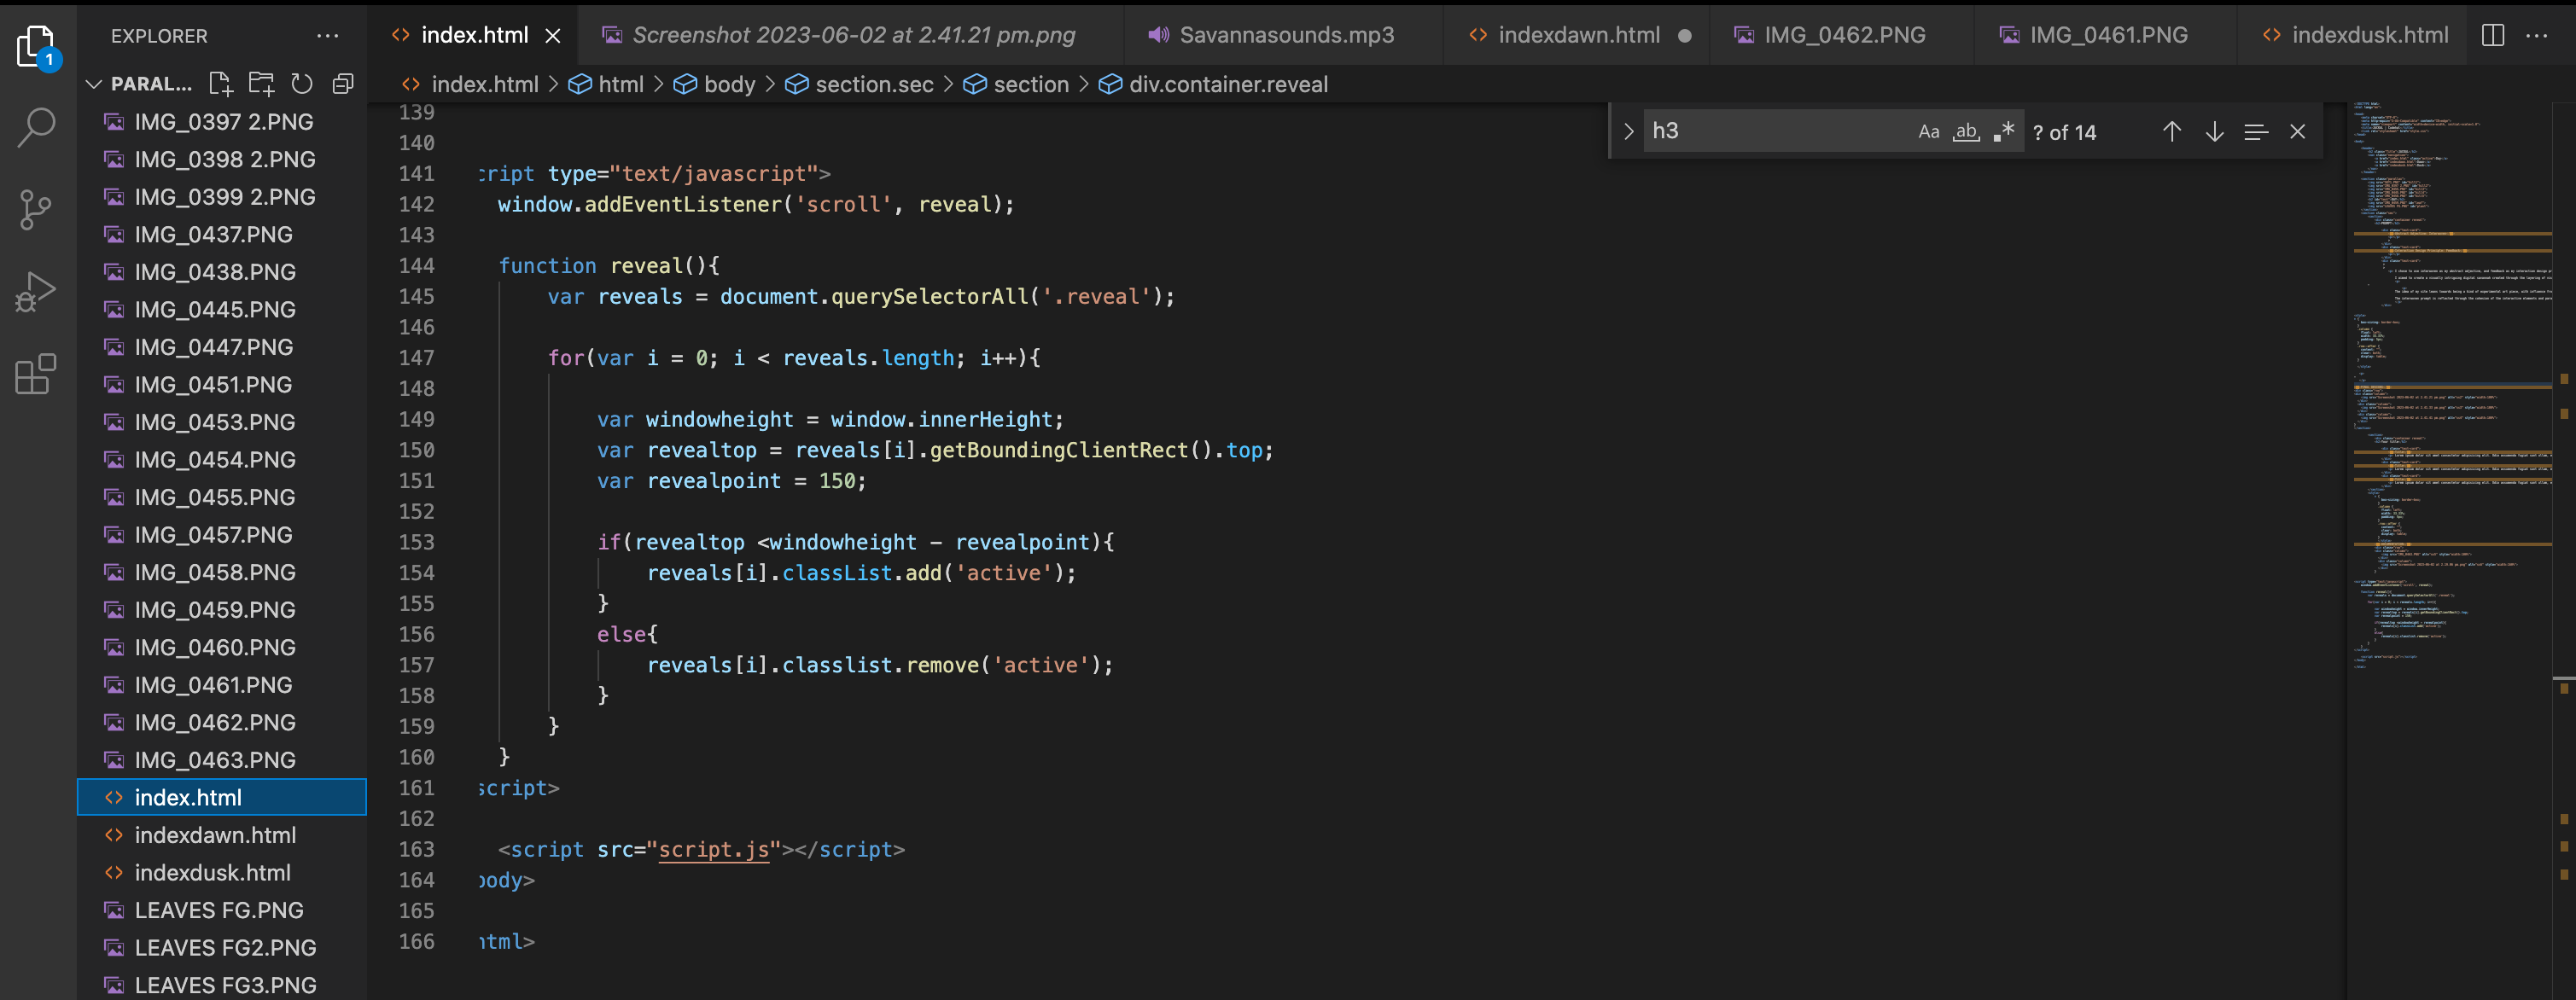 EXPLORER
PARAL...
IMG_0397 2.PNG
IMG_0398 2.PNG
IMG_0399 2.PNG
IMG_0437.PNG
IMG_0438.PNG
IMG_0445.PNG
IMG_0447.PNG
IMG_0451.PNG
IMG_0453.PNG
IMG_0454.PNG
IMG_0455.PNG
IMG_0457.PNG
IMG_0458.PNG
IMG_0459.PNG
IMG_0460.PNG
IMG_0461.PNG
IMG_0462.PNG
IMG_0463.PNG
index.html
indexdawn.html
indexdusk.html
LEAVES FG.PNG
LEAVES FG2.PNG
LEAVES FG3.PNG
1
index.html Screenshot 2023-06-02 at 2.41.21 pm.png Savannasounds.mp3 indexdawn.html IMG_0462.PNG IMG_0461.PNG indexdusk.html
index.html > html > body > section.sec > section > div.container.reveal
h3 Aa ab .* ? of 14
139
140
141 cript type="text/javascript">
142 window.addEventListener('scroll', reveal);
143
144 function reveal(){
145 var reveals = document.querySelectorAll('.reveal');
146
147 for(var i = 0; i < reveals.length; i++){
148
149 var windowheight = window.innerHeight;
150 var revealtop = reveals[i].getBoundingClientRect().top;
151 var revealpoint = 150;
152
153 if(revealtop <windowheight - revealpoint){
154 reveals[i].classList.add('active');
155 }
156 else{
157 reveals[i].classlist.remove('active');
158 }
159 }
160 }
161 script>
162
163 <script src="script.js"></script>
164 body>
165
166 html>